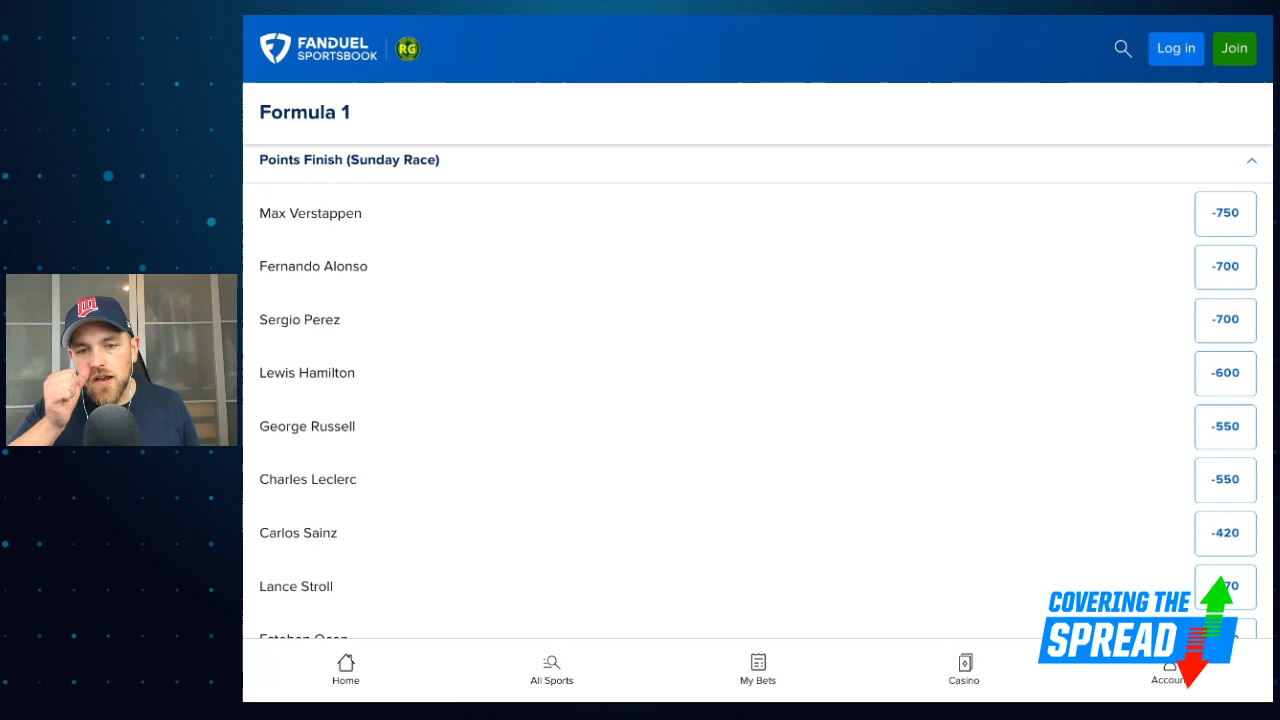 FANDUEL
SPORTSBOOK
RG
Log in
Join
Formula 1
Points Finish (Sunday Race)
Max Verstappen
-750
Fernando Alonso
-700
Sergio Perez
-700
Lewis Hamilton
-600
George Russell
-550
Charles Leclerc
-550
Carlos Sainz
-420
Lance Stroll
COVERING THE
SPREAD
Home
All Sports
My Bets
Casino